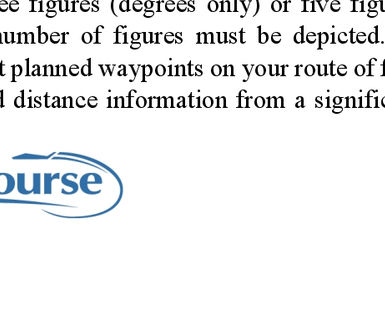 ee figures (degrees only) or five figu
number of figures must be depicted.
t planned waypoints on your route of f
d distance information from a signific
ourse